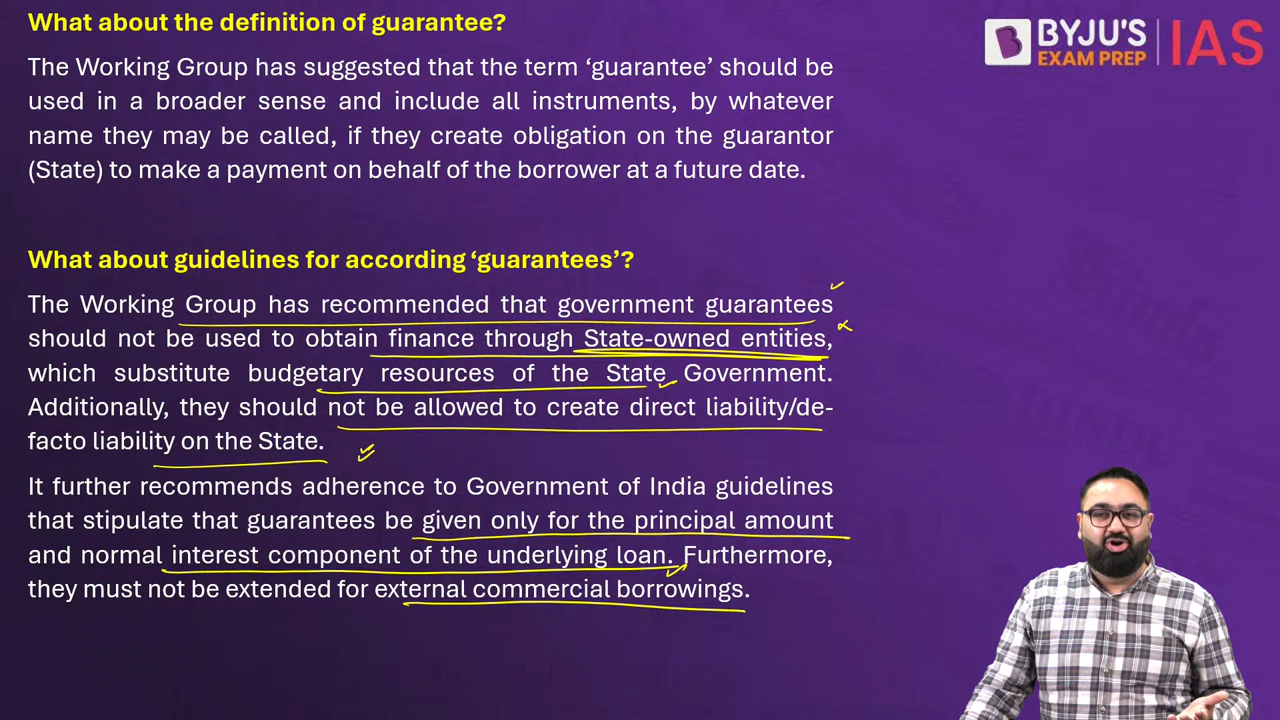 What about the definition of guarantee?
BYJU'S
EXAM PREP
IAS
The Working Group has suggested that the term ‘guarantee’ should be
used in a broader sense and include all instruments, by whatever
name they may be called, if they create obligation on the guarantor
(State) to make a payment on behalf of the borrower at a future date.
What about guidelines for according ‘guarantees’?
The Working Group has recommended that government guarantees
should not be used to obtain finance through State-owned entities,
which substitute budgetary resources of the State Government.
Additionally, they should not be allowed to create direct liability/de-
facto liability on the State.
It further recommends adherence to Government of India guidelines
that stipulate that guarantees be given only for the principal amount
and normal interest component of the underlying loan. Furthermore,
they must not be extended for external commercial borrowings.